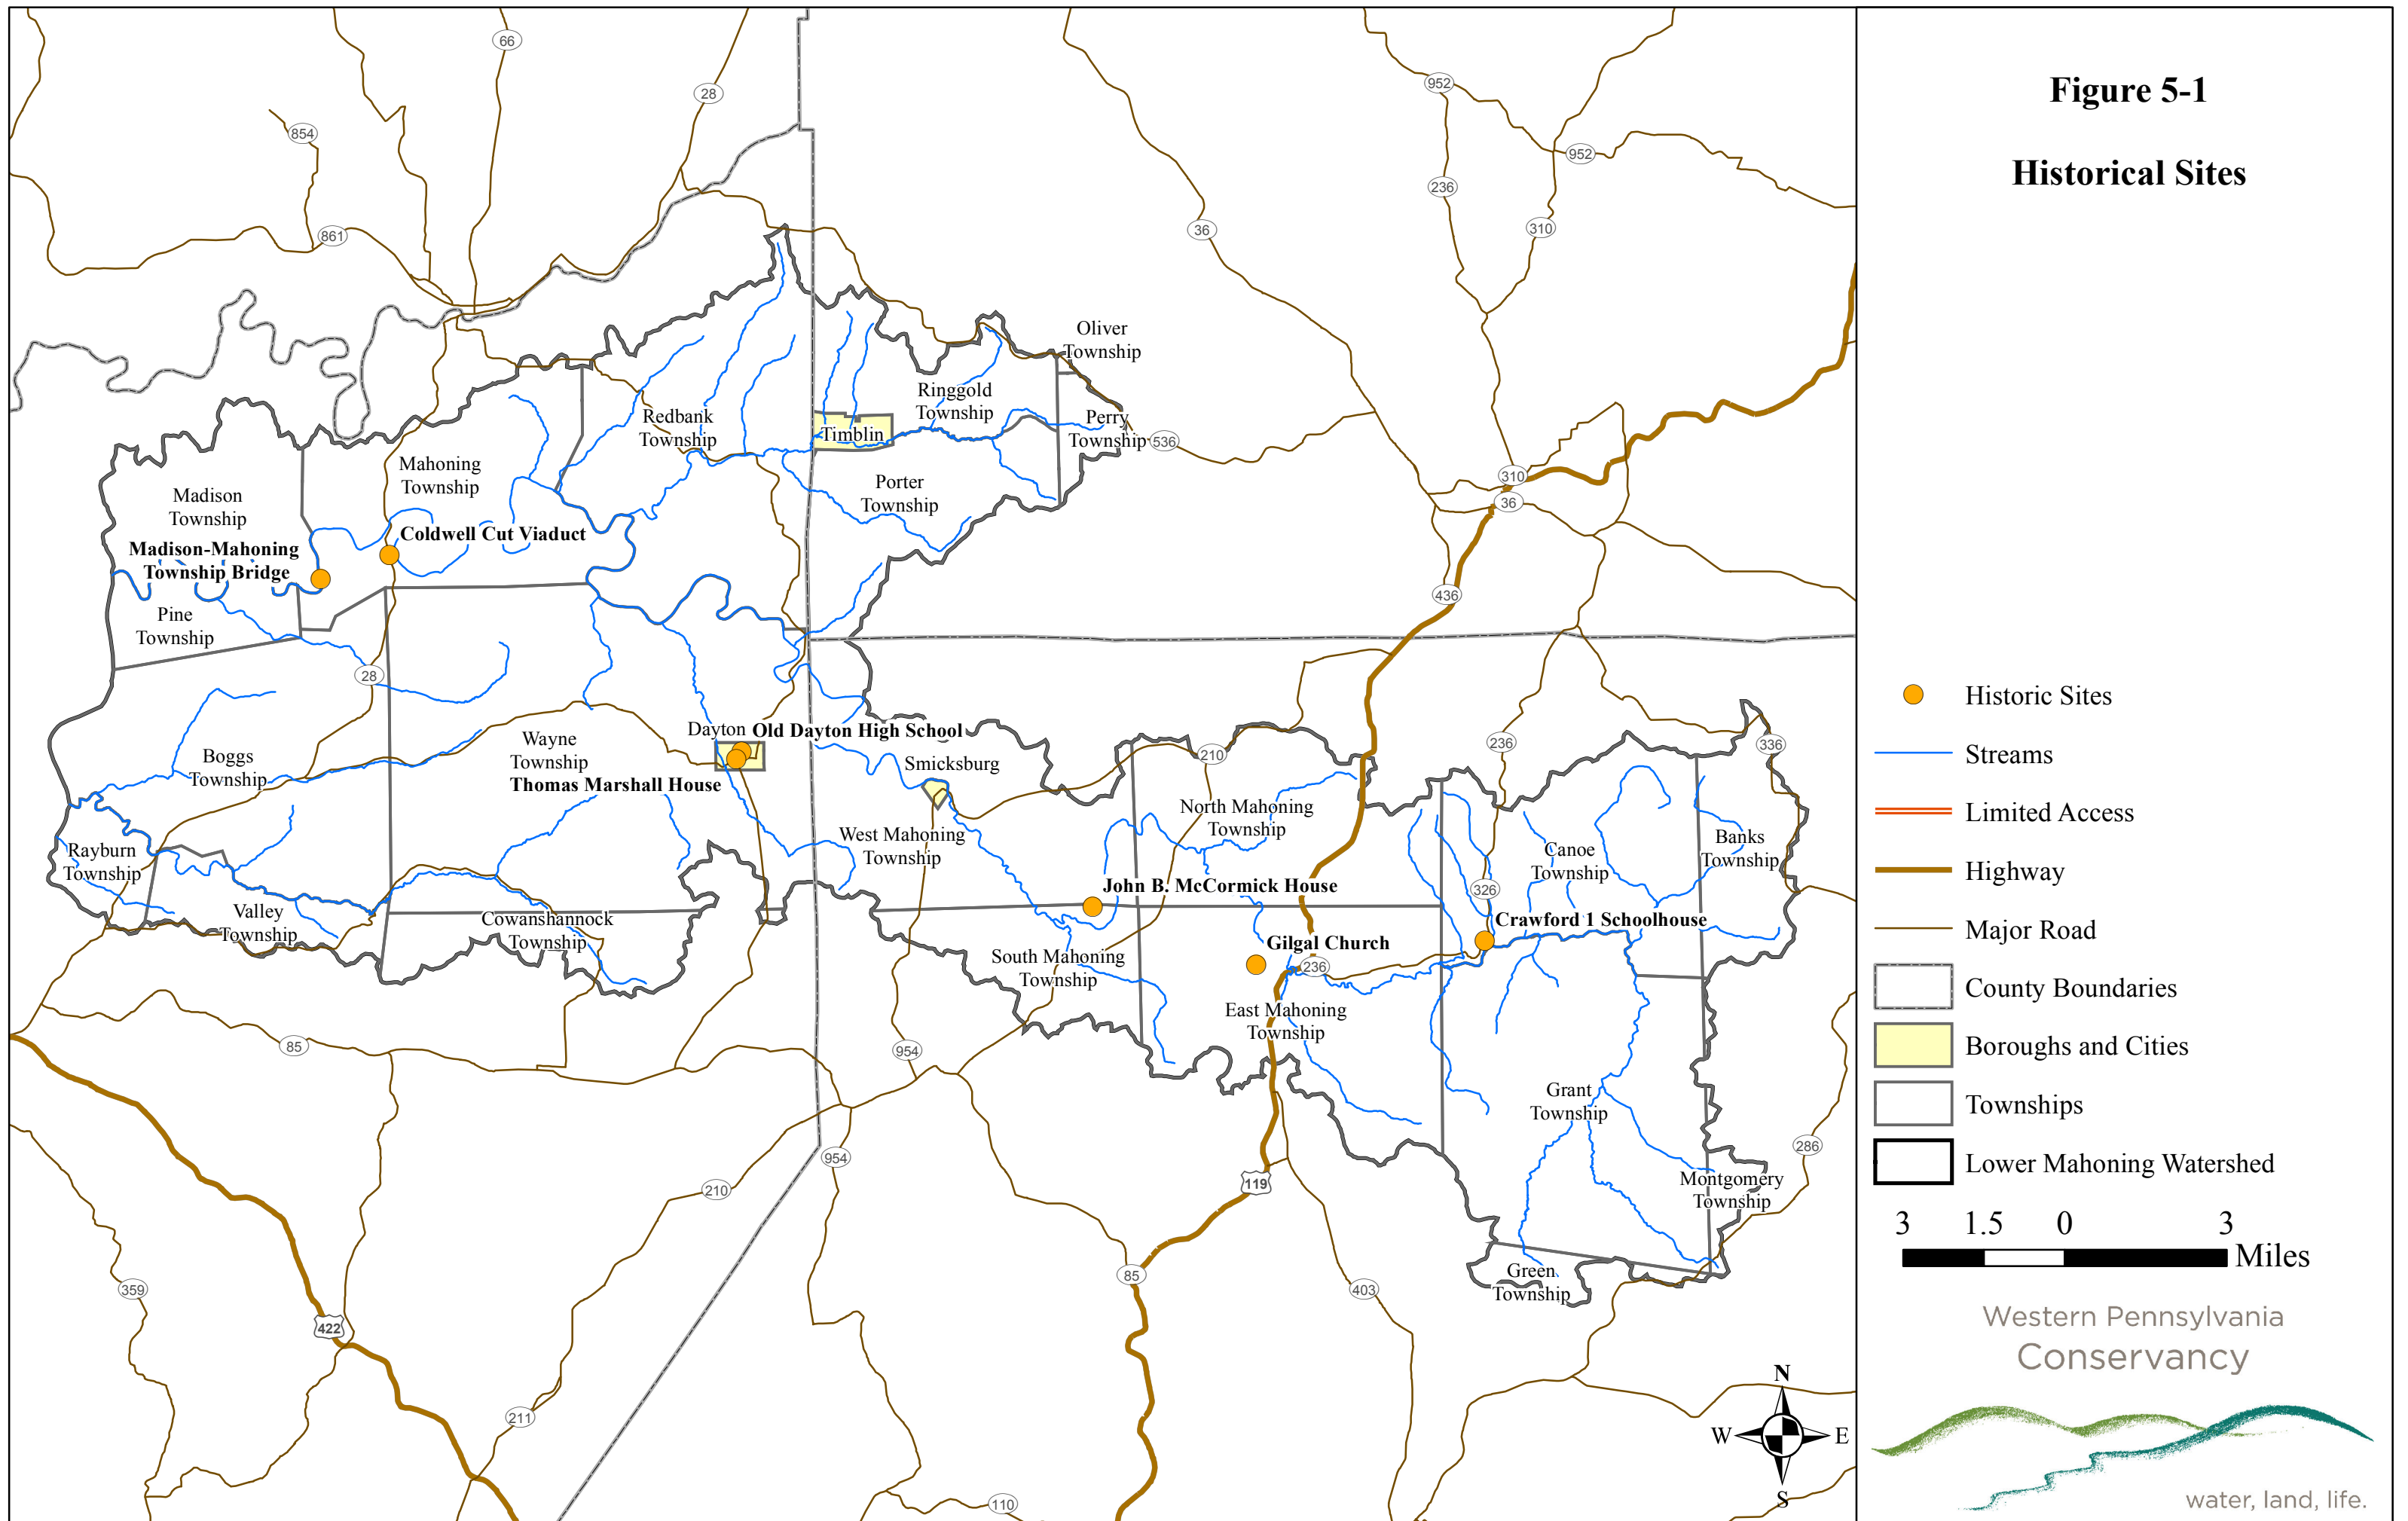 Figure 5-1
Historical Sites
66
28
854
861
952
952
236
310
36
Oliver
Township
Ringgold
Township
Redbank
Township
Timblin
Perry
Township
536
Mahoning
Township
Porter
Township
310
36
Madison
Township
Coldwell Cut Viaduct
Madison-Mahoning
Township Bridge
436
Pine
Township
28
Dayton
Old Dayton High School
Wayne
Township
Thomas Marshall House
Boggs
Township
Smicksburg
210
236
336
North Mahoning
Township
West Mahoning
Township
Canoe
Township
Banks
Township
Rayburn
Township
John B. McCormick House
326
Crawford 1 Schoolhouse
Valley
Township
Cowanshannock
Township
Gilgal Church
236
South Mahoning
Township
East Mahoning
Township
85
954
Grant
Township
954
286
210
119
Montgomery
Township
Green
Township
85
403
359
422
211
110
N
W
E
S
Historic Sites
Streams
Limited Access
Highway
Major Road
County Boundaries
Boroughs and Cities
Townships
Lower Mahoning Watershed
3 1.5 0 3
Miles
Western Pennsylvania
Conservancy
water, land, life.